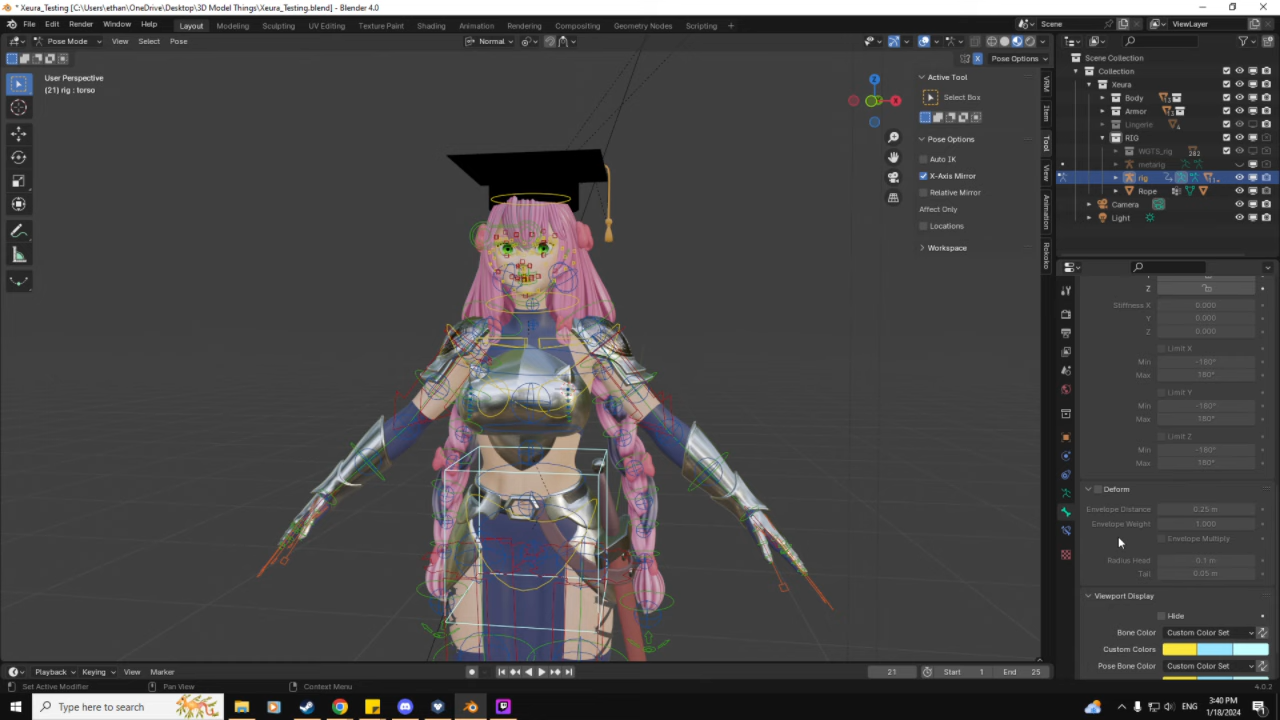 * Xeura_Testing [C:\Users\ethan\OneDrive\Desktop\3D Model Things\Xeura_Testing.blend] - Blender 4.0
File Edit Render Window Help Layout Modeling Sculpting UV Editing Texture Paint Shading Animation Rendering Compositing Geometry Nodes Scripting + Scene ViewLayer
Pose Mode View Select Pose Normal
Pose Options
User Perspective
(21) rig : torso
Z
X
Active Tool
Select Box
Pose Options
Auto IK
X-Axis Mirror
Relative Mirror
Affect Only
Locations
Workspace
VRM
Item
Tool
View
Animation
Rokoko
Scene Collection
Collection
Xeura
Body
Armor
Lingerie
RIG
WGTS_rig
metarig
rig
Rope
Camera
Light
Z
Stiffness X 0.000
Y 0.000
Z 0.000
Limit X
Min -180°
Max 180°
Limit Y
Min -180°
Max 180°
Limit Z
Min -180°
Max 180°
Deform
Envelope Distance 0.25 m
Envelope Weight 1.000
Envelope Multiply
Radius Head 0.1 m
Tail 0.05 m
Viewport Display
Hide
Bone Color Custom Color Set
Custom Colors
Pose Bone Color Custom Color Set
Playback Keying View Marker 21 Start 1 End 25
Set Active Modifier Pan View Context Menu 4.0.2
Type here to search ENG 3:40 PM
1/18/2024